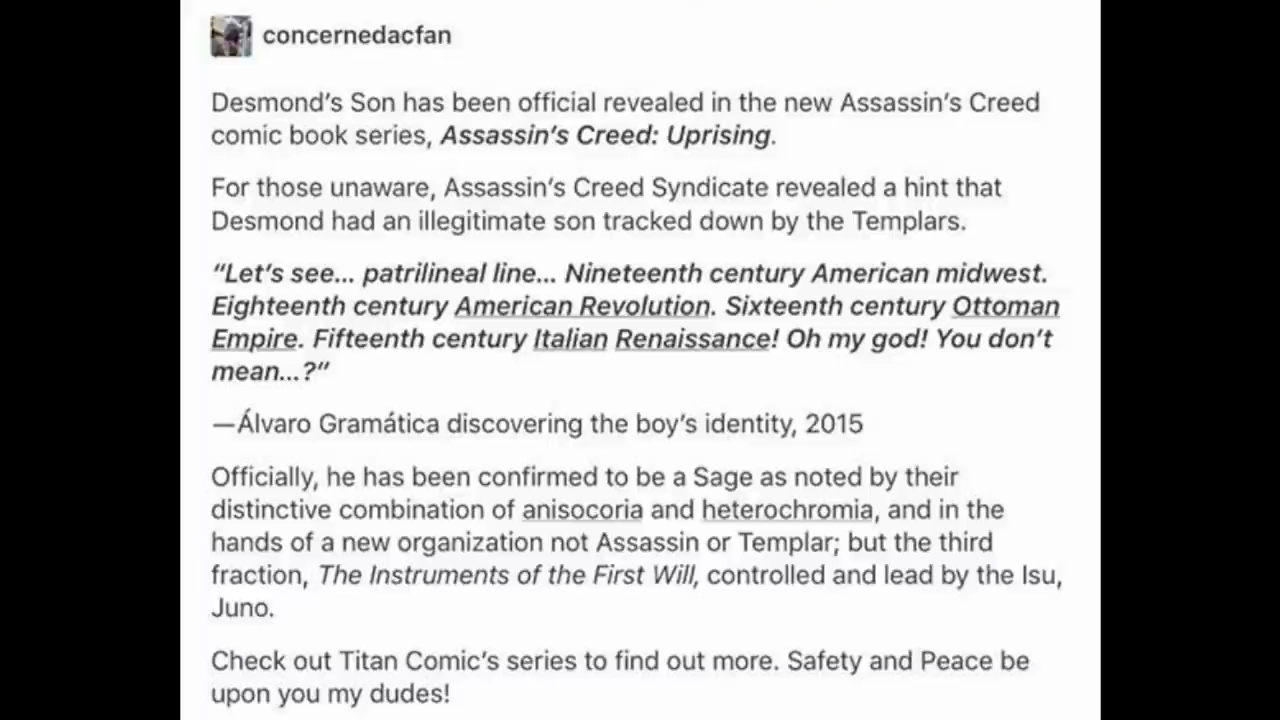 concernedacfan
Desmond’s Son has been official revealed in the new Assassin’s Creed
comic book series, Assassin’s Creed: Uprising.
For those unaware, Assassin’s Creed Syndicate revealed a hint that
Desmond had an illegitimate son tracked down by the Templars.
“Let’s see... patrilineal line... Nineteenth century American midwest.
Eighteenth century American Revolution. Sixteenth century Ottoman
Empire. Fifteenth century Italian Renaissance! Oh my god! You don’t
mean...?”
—Álvaro Gramática discovering the boy’s identity, 2015
Officially, he has been confirmed to be a Sage as noted by their
distinctive combination of anisocoria and heterochromia, and in the
hands of a new organization not Assassin or Templar; but the third
fraction, The Instruments of the First Will, controlled and lead by the Isu,
Juno.
Check out Titan Comic’s series to find out more. Safety and Peace be
upon you my dudes!